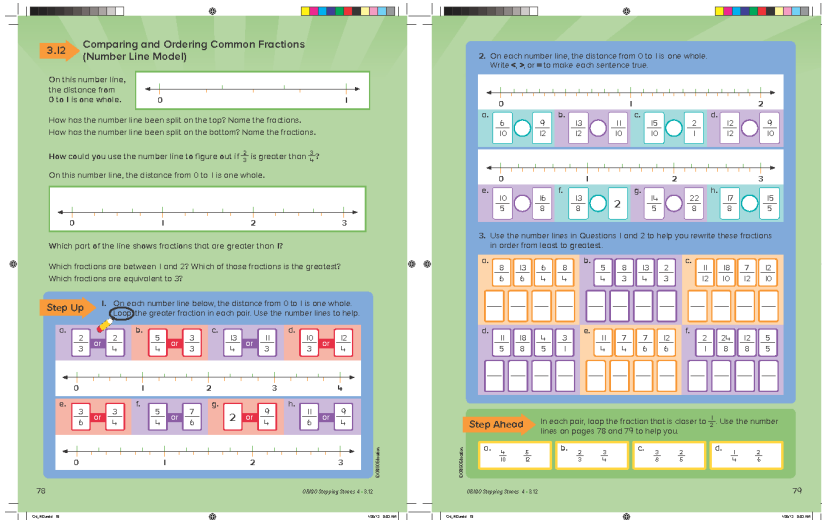 3.12
Comparing and Ordering Common Fractions
(Number Line Model)
On this number line,
the distance from
0 to 1 is one whole.
0 1
How has the number line been split on the top? Name the fractions.
How has the number line been split on the bottom? Name the fractions.
How could you use the number line to figure out if 2/3 is greater than 3/4?
On this number line, the distance from 0 to 1 is one whole.
0 1 2 3
Which part of the line shows fractions that are greater than 1?
Which fractions are between 1 and 2? Which of those fractions is the greatest?
Which fractions are equivalent to 3?
Step Up
1. On each number line below, the distance from 0 to 1 is one whole.
Loop the greater fraction in each pair. Use the number lines to help.
a. 2/3 or 2/4 b. 5/4 or 3/3 c. 13/4 or 11/3 d. 10/3 or 12/4
0 1 2 3 4
e. 3/6 or 3/4 f. 5/4 or 7/6 g. 2 or 9/4 h. 11/6 or 9/4
0 1 2 3
78
ORIGO Stepping Stones 4 • 3.12
2. On each number line, the distance from 0 to 1 is one whole.
Write <, >, or = to make each sentence true.
0 1 2
a. 6/10 9/12 b. 13/12 11/10 c. 15/10 2/1 d. 12/12 9/10
0 1 2 3
e. 10/5 16/8 f. 13/8 2 g. 14/5 22/8 h. 17/8 15/5
3. Use the number lines in Questions 1 and 2 to help you rewrite these fractions
in order from least to greatest.
a. 8/6 13/6 6/4 8/4 b. 5/4 8/3 13/4 2/3 c. 11/12 18/10 7/12 12/10
d. 11/5 18/8 4/5 3/1 e. 11/4 7/4 7/6 12/6 f. 2/1 24/8 12/5 5/8
Step Ahead
In each pair, loop the fraction that is closer to 1/2. Use the number
lines on pages 78 and 79 to help you.
a. 4/10 8/12 b. 2/3 3/4 c. 3/8 2/5 d. 1/4 2/6
ORIGO Stepping Stones 4 • 3.12
79